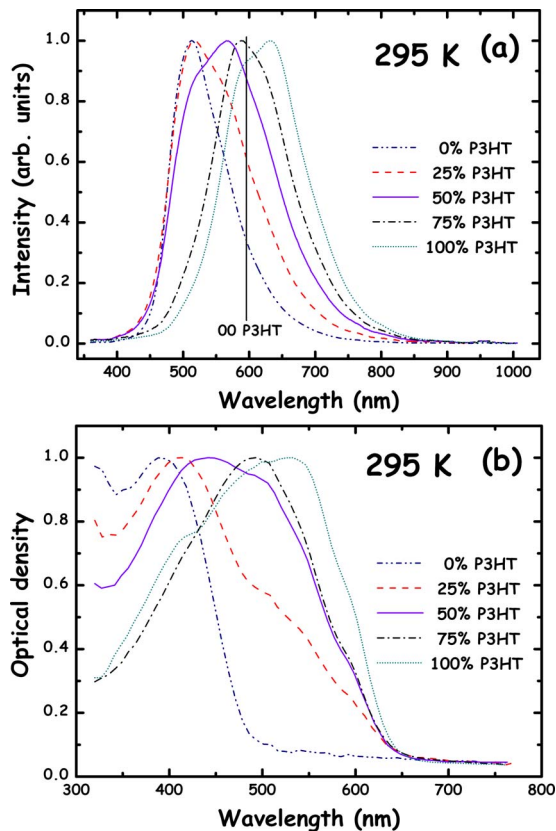 295 K (a)
1.0
0.8
0.6
0.4
0.2
0.0
Intensity (arb. units)
0% P3HT
25% P3HT
50% P3HT
75% P3HT
100% P3HT
00 P3HT
400 500 600 700 800 900 1000
Wavelength (nm)
295 K (b)
1.0
0.8
0.6
0.4
0.2
0.0
Optical density
0% P3HT
25% P3HT
50% P3HT
75% P3HT
100% P3HT
300 400 500 600 700 800
Wavelength (nm)